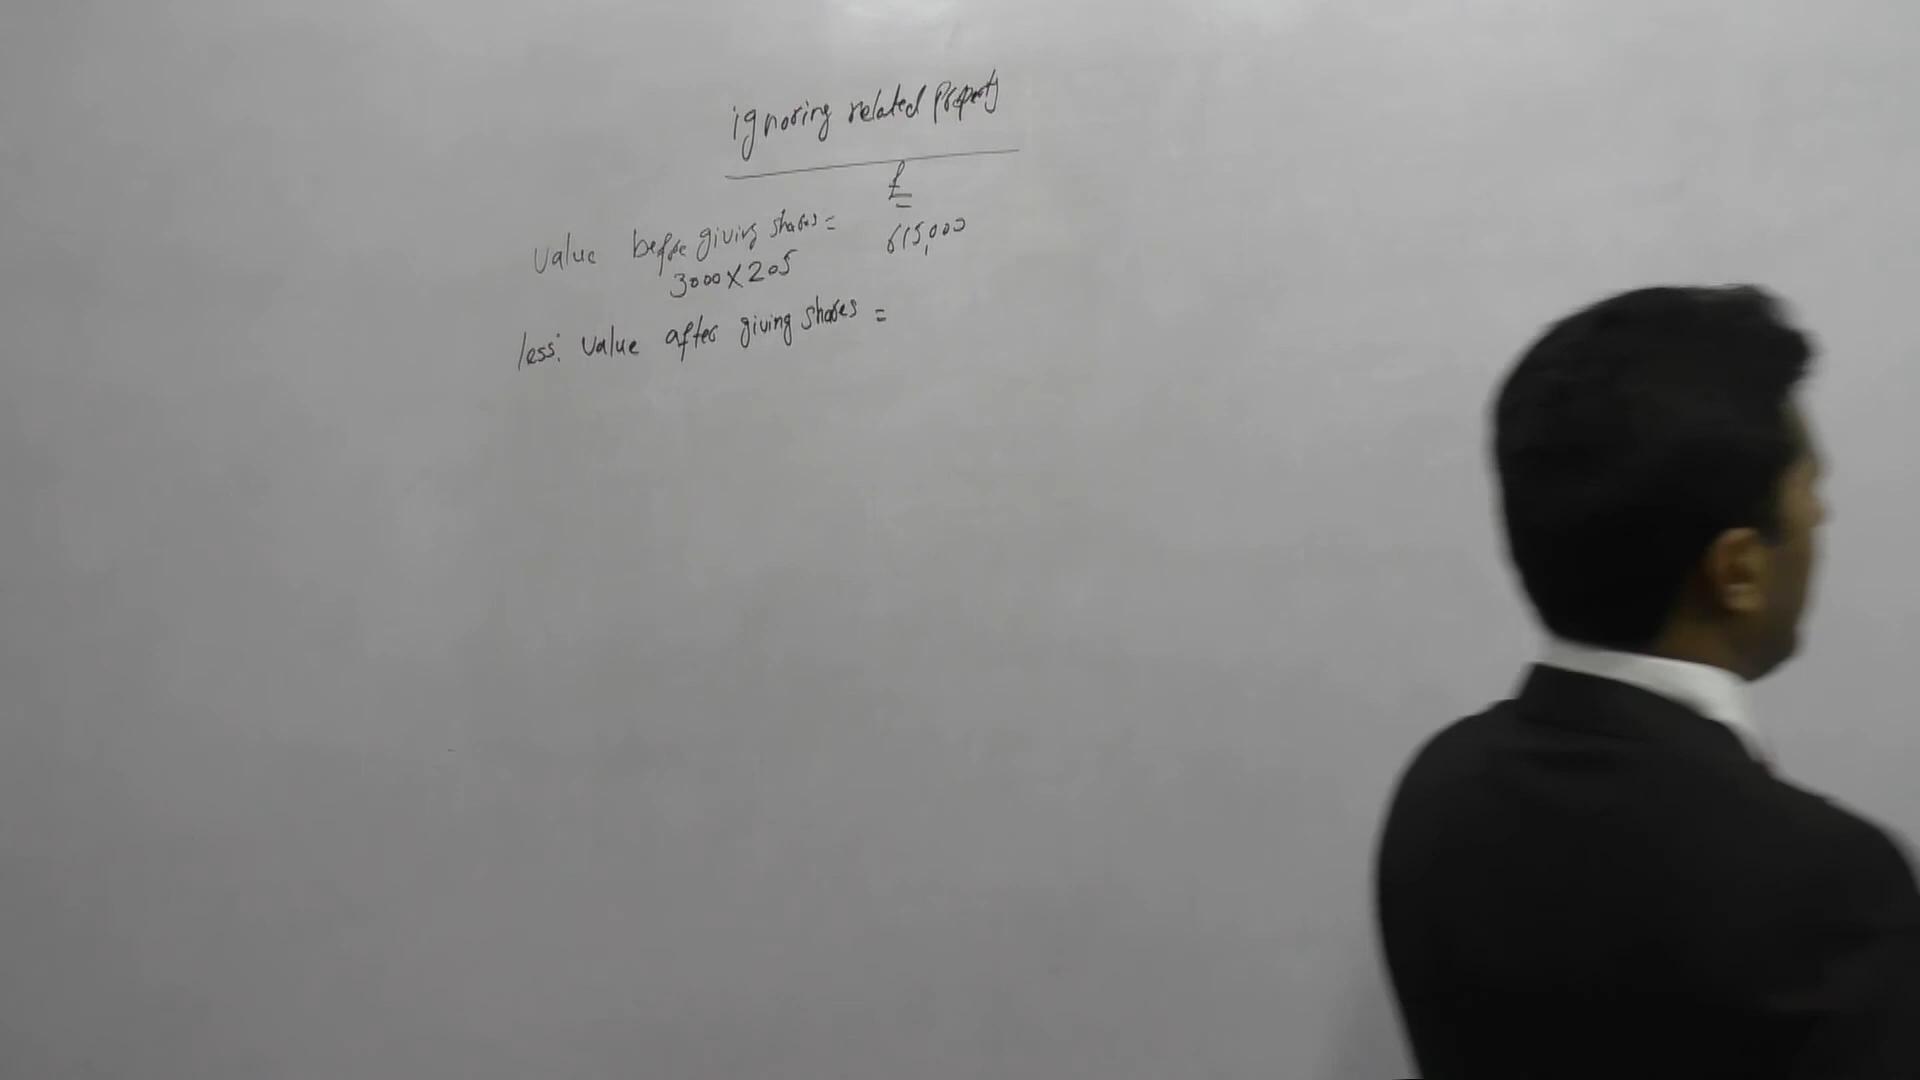 ignoring related Property
£
Value before giving shares = 615,000
3000 X 205
less: Value after giving shares =